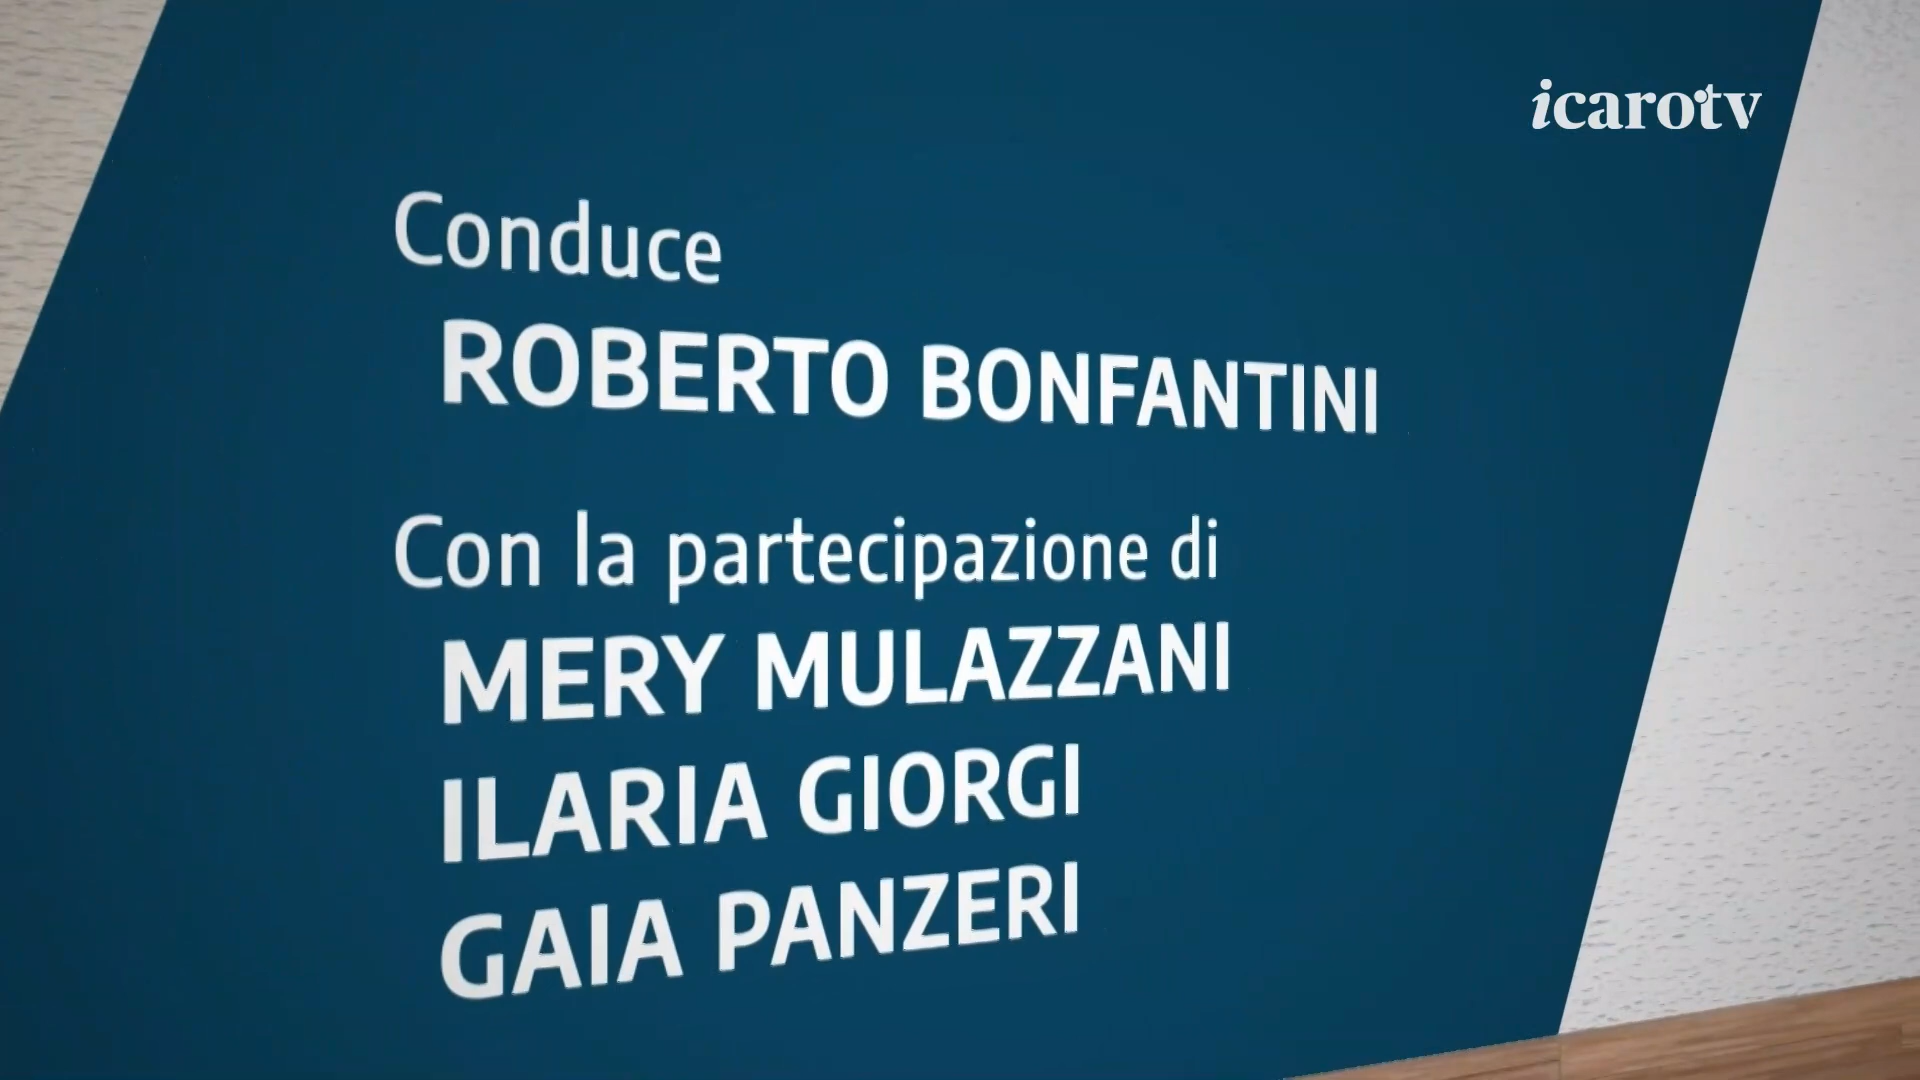 icarotv
Conduce
ROBERTO BONFANTINI
Con la partecipazione di
MERY MULAZZANI
ILARIA GIORGI
GAIA PANZERI